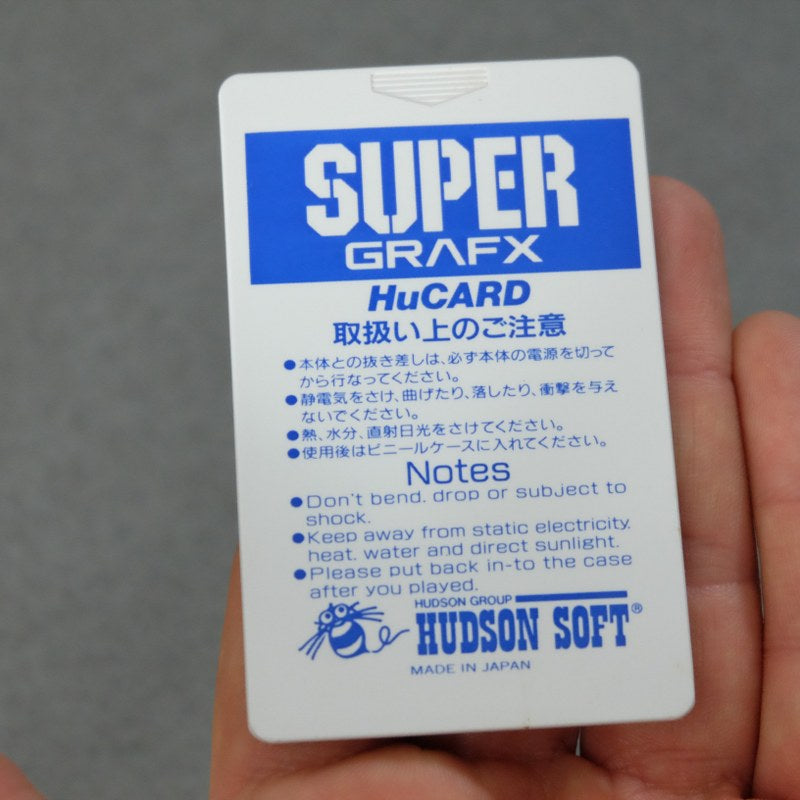 SUPER
GRAFX
HuCARD
取扱い上のご注意
●本体との抜き差しは、必ず本体の電源を切って
から行なってください。
●静電気をさけ、曲げたり、落したり、衝撃を与え
ないでください。
●熱、水分、直射日光をさけてください。
●使用後はビニールケースに入れてください。
Notes
●Don't bend. drop or subject to
shock.
●Keep away from static electricity,
heat. water and direct sunlight.
●Please put back in-to the case
after you played.
HUDSON GROUP
HUDSON SOFT®
MADE IN JAPAN